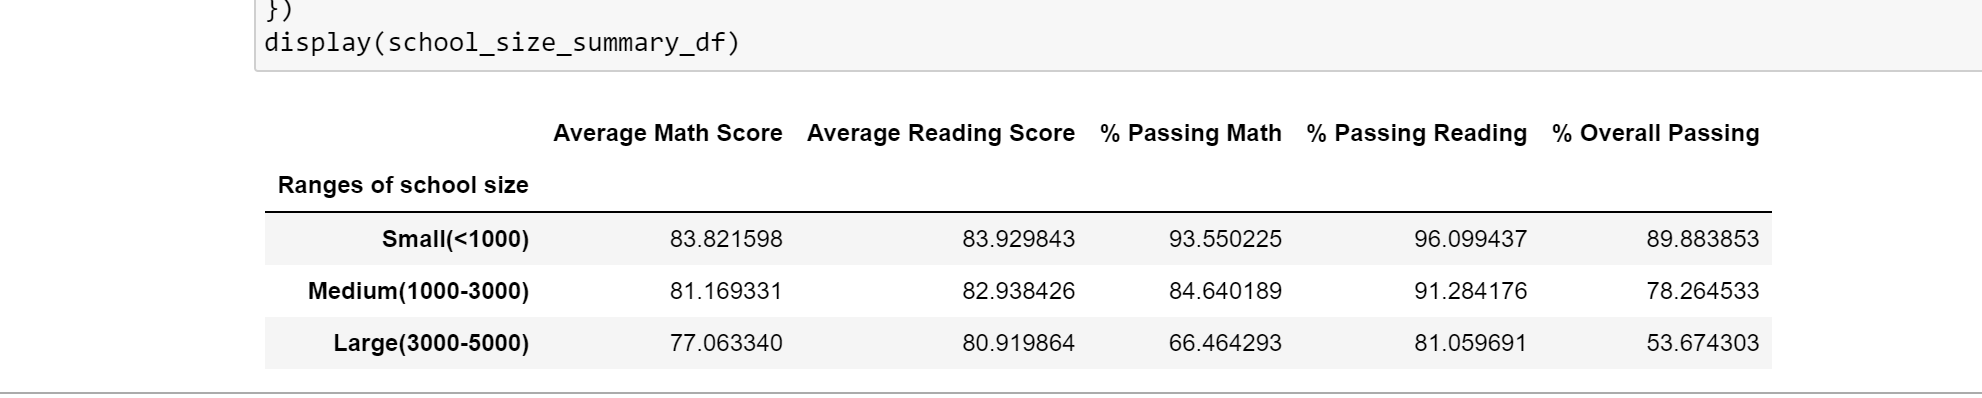 })
display(school_size_summary_df)
Average Math Score Average Reading Score % Passing Math % Passing Reading % Overall Passing
Ranges of school size
Small(<1000) 83.821598 83.929843 93.550225 96.099437 89.883853
Medium(1000-3000) 81.169331 82.938426 84.640189 91.284176 78.264533
Large(3000-5000) 77.063340 80.919864 66.464293 81.059691 53.674303